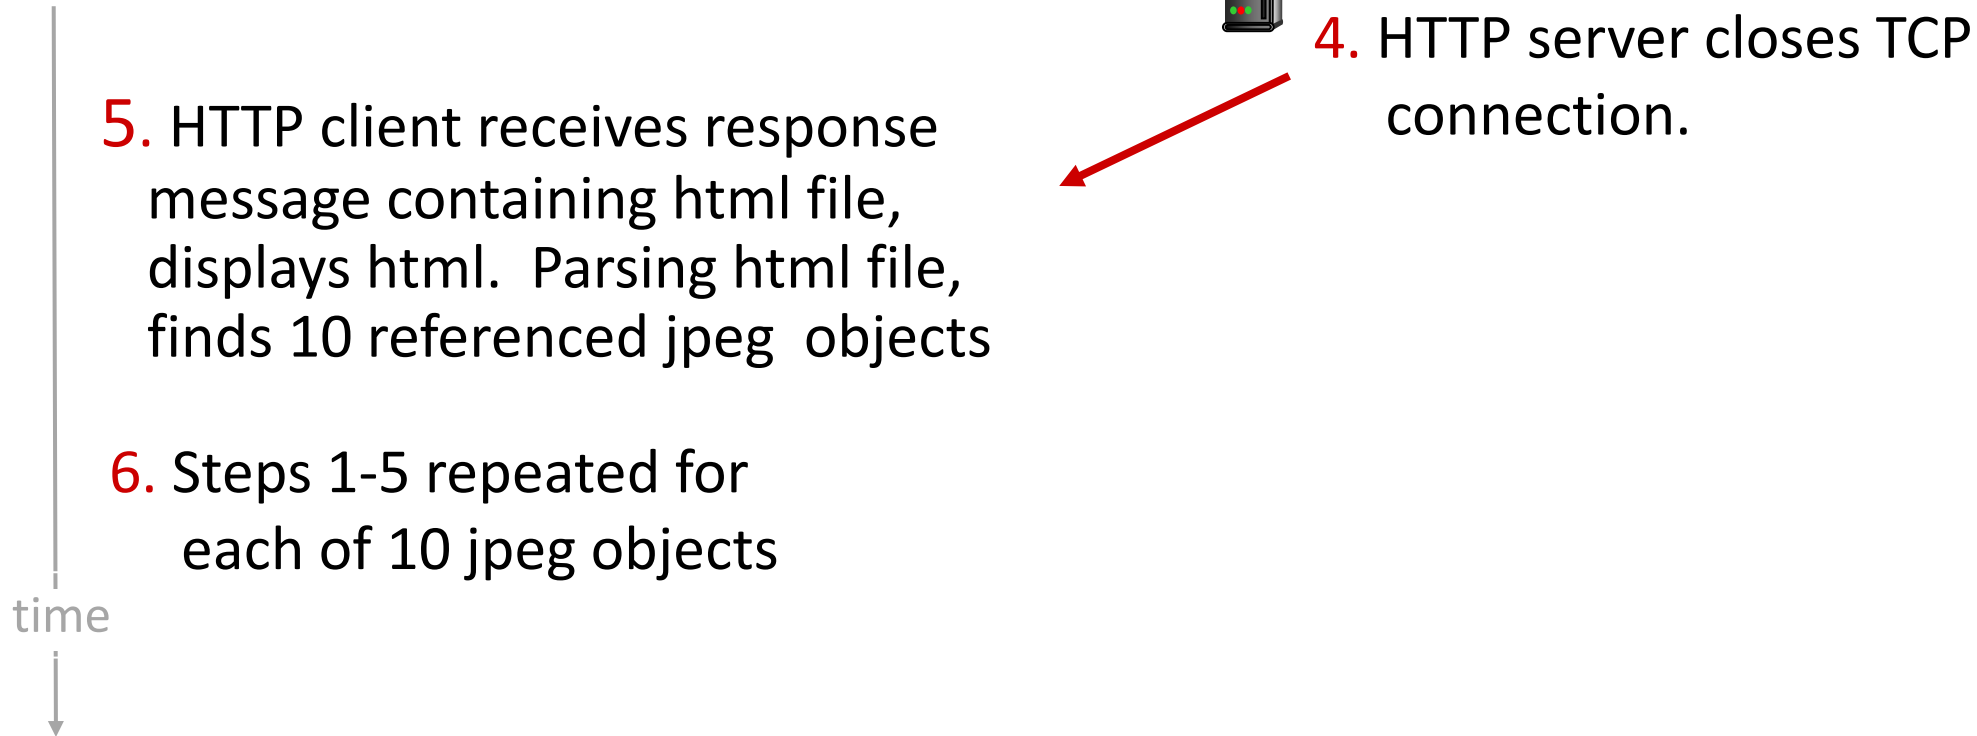 4. HTTP server closes TCP
connection.
5. HTTP client receives response
message containing html file,
displays html.  Parsing html file,
finds 10 referenced jpeg  objects
6. Steps 1-5 repeated for
each of 10 jpeg objects
time